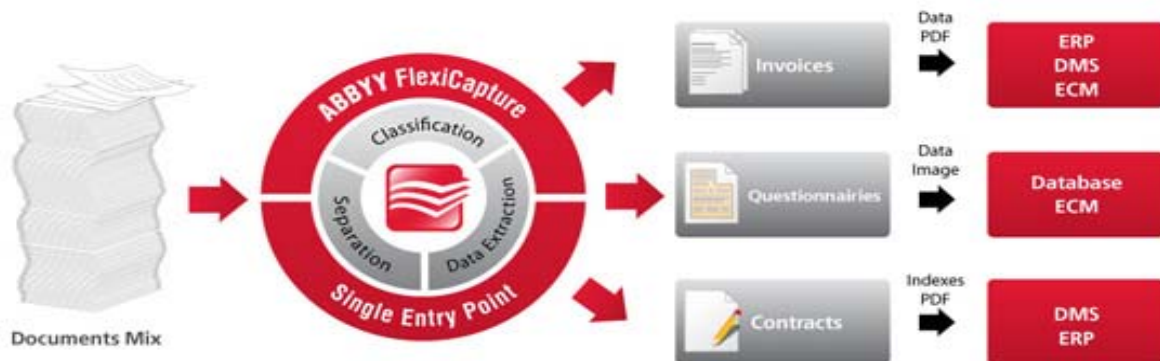 Documents Mix
ABBYY FlexiCapture
Classification
Separation
Data Extraction
Single Entry Point
Invoices
Data
PDF
ERP
DMS
ECM
Questionnairies
Data
Image
Database
ECM
Contracts
Indexes
PDF
DMS
ERP